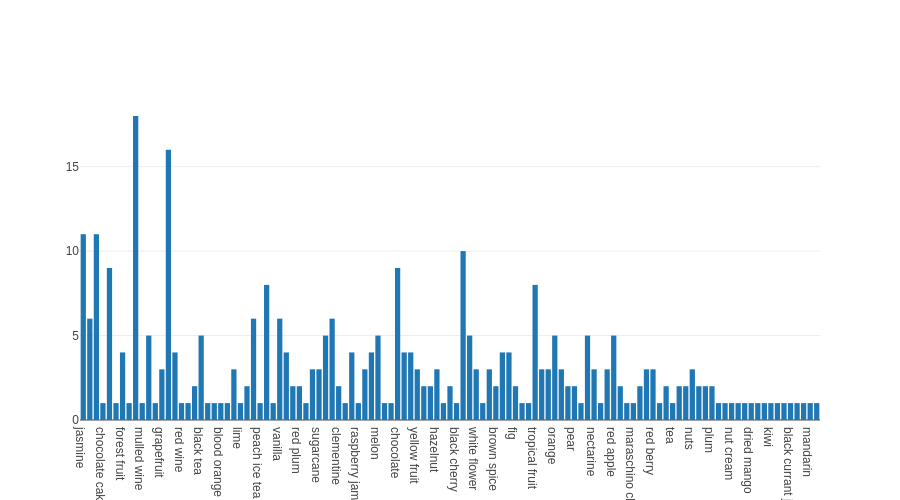 15
10
5
0
jasmine
chocolate cak
forest fruit
mulled wine
grapefruit
red wine
black tea
blood orange
lime
peach ice tea
vanilla
red plum
sugarcane
clementine
raspberry jam
melon
chocolate
yellow fruit
hazelnut
black cherry
white flower
brown spice
fig
tropical fruit
orange
pear
nectarine
red apple
maraschino cl
red berry
tea
nuts
plum
nut cream
dried mango
kiwi
black currant
mandarin